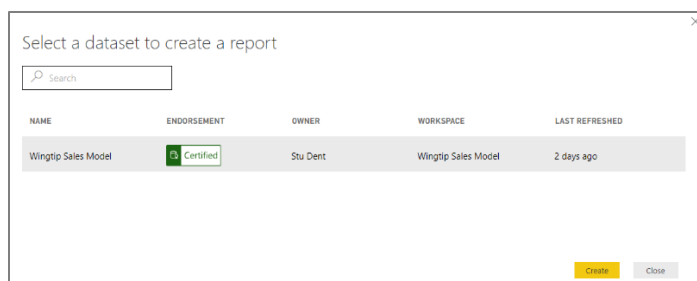 Select a dataset to create a report
Search
NAME ENDORSEMENT OWNER WORKSPACE LAST REFRESHED
Wingtip Sales Model Certified Stu Dent Wingtip Sales Model 2 days ago
Create Close